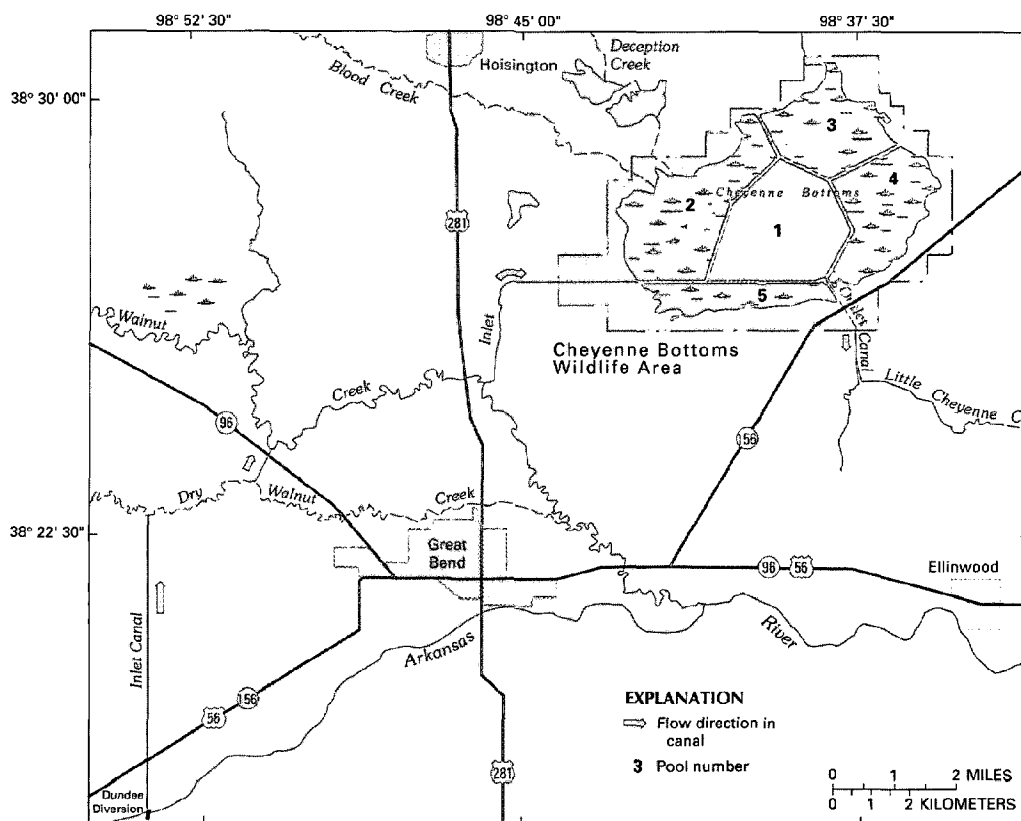 98° 52' 30"
98° 45' 00"
98° 37' 30"
Hoisington
Deception
Creek
Blood Creek
38° 30' 00"
3
4
Cheyenne Bottoms
2
1
281
5
Inlet
Outlet Canal
Walnut
Cheyenne Bottoms
Wildlife Area
Creek
Little Cheyenne C
96
156
Dry
Walnut
Creek
38° 22' 30"
Great
Bend
96
56
Ellinwood
Inlet Canal
Arkansas
River
56
156
281
EXPLANATION
Flow direction in
canal
3 Pool number
Dundee
Diversion
0 1 2 MILES
0 1 2 KILOMETERS